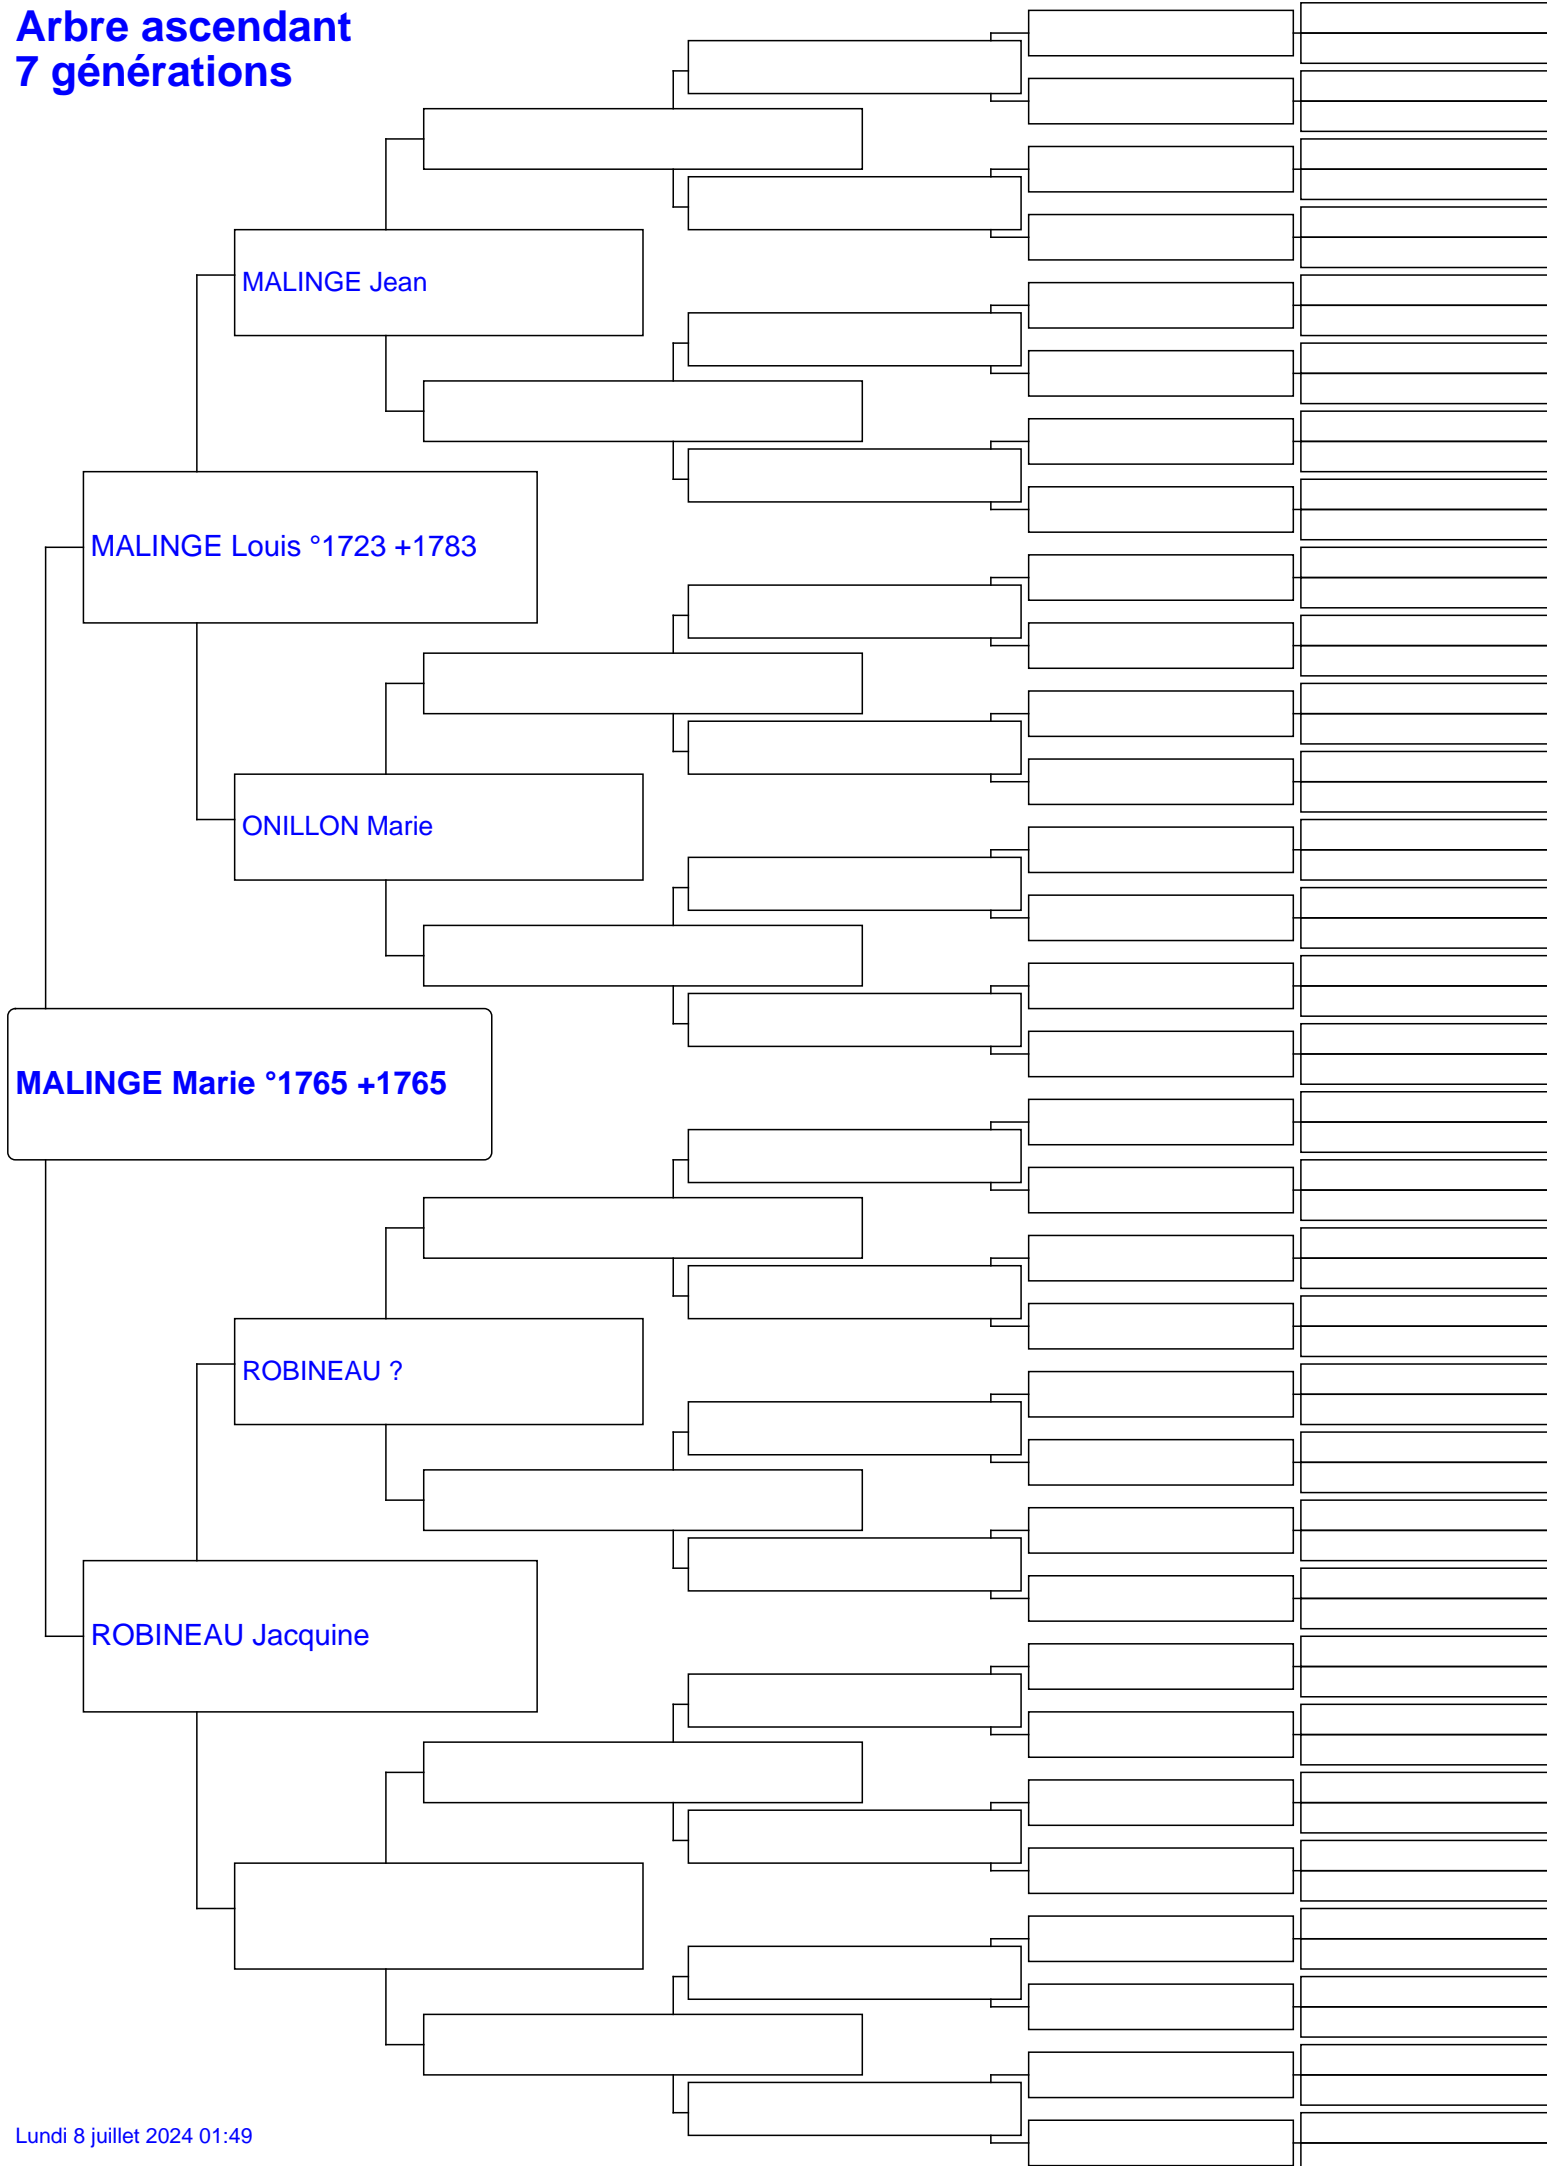 Arbre ascendant
7 générations
MALINGE Jean
MALINGE Louis °1723 +1783
ONILLON Marie
MALINGE Marie °1765 +1765
ROBINEAU ?
ROBINEAU Jacquine
Lundi 8 juillet 2024 01:49